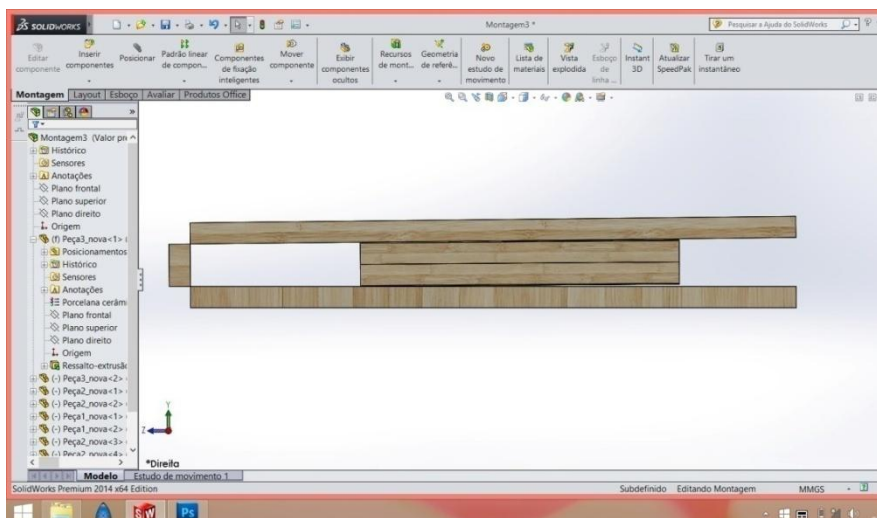 SOLIDWORKS
Montagem3 *
Pesquisar a Ajuda do SolidWorks
Editar componente
Inserir componentes
Posicionar
Padrão linear de compon...
Componentes de fixação inteligentes
Mover componente
Exibir componentes ocultos
Recursos de mont...
Geometria de referê...
Novo estudo de movimento
Lista de materiais
Vista explodida
Esboço de linha ...
Instant 3D
Atualizar SpeedPak
Tirar um instantâneo
Montagem Layout Esboço Avaliar Produtos Office
Montagem3 (Valor pr
Histórico
Sensores
Anotações
Plano frontal
Plano superior
Plano direito
Origem
(f) Peça3_nova<1>
Posicionamentos
Histórico
Sensores
Anotações
Porcelana cerâm
Plano frontal
Plano superior
Plano direito
Origem
Ressalto-extrusã
(-) Peça3_nova<2>
(-) Peça2_nova<1>
(-) Peça2_nova<2>
(-) Peça1_nova<1>
(-) Peça1_nova<2>
(-) Peça2_nova<3>
(-) Peça2_nova<4>
Y
Z
*Direita
Modelo Estudo de movimento 1
SolidWorks Premium 2014 x64 Edition
Subdefinido Editando Montagem MMGS
SW
Ps